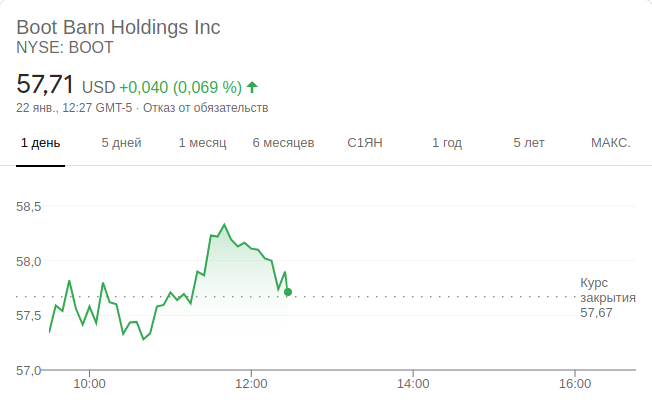 Boot Barn Holdings Inc
NYSE: BOOT
57,71 USD +0,040 (0,069 %)
22 янв., 12:27 GMT-5 · Отказ от обязательств
1 день 5 дней 1 месяц 6 месяцев С1ЯН 1 год 5 лет МАКС.
58,5
58,0
Курс
закрытия
57,67
57,5
57,0
10:00 12:00 14:00 16:00